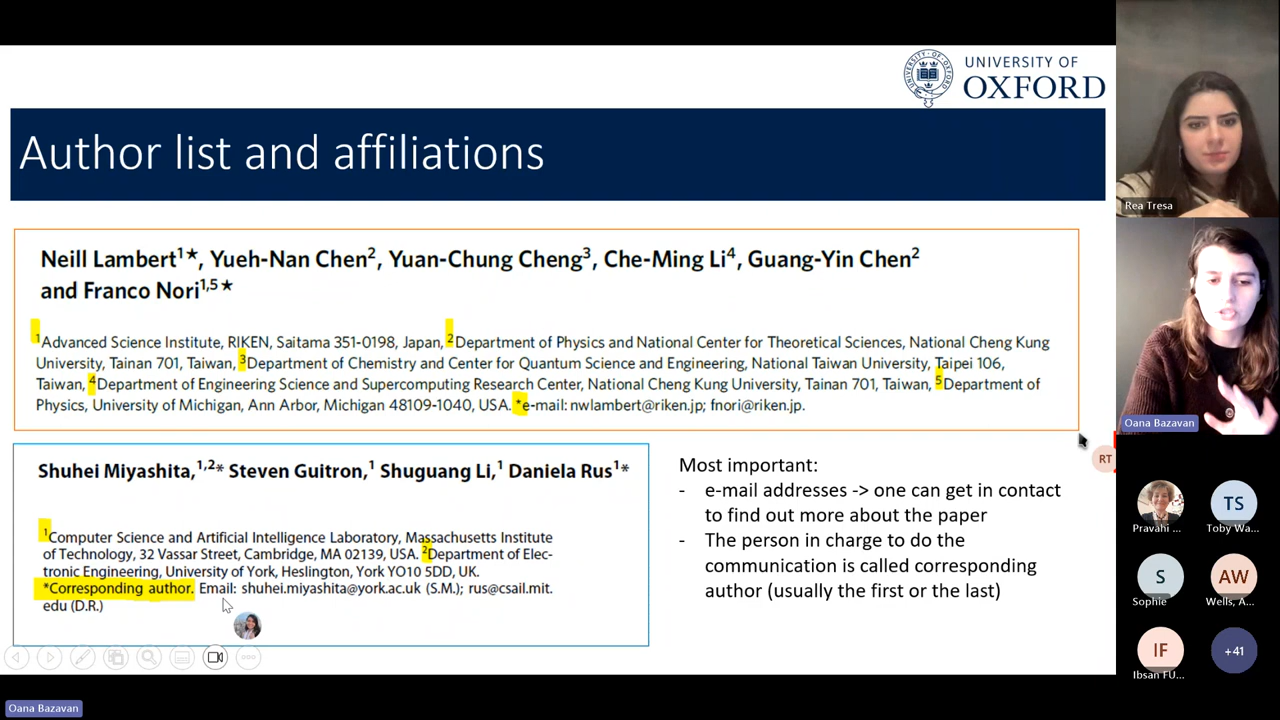 UNIVERSITY OF
OXFORD
Author list and affiliations
Neill Lambert1★, Yueh-Nan Chen2, Yuan-Chung Cheng3, Che-Ming Li4, Guang-Yin Chen2
and Franco Nori1,5★
1Advanced Science Institute, RIKEN, Saitama 351-0198, Japan, 2Department of Physics and National Center for Theoretical Sciences, National Cheng Kung
University, Tainan 701, Taiwan, 3Department of Chemistry and Center for Quantum Science and Engineering, National Taiwan University, Taipei 106,
Taiwan, 4Department of Engineering Science and Supercomputing Research Center, National Cheng Kung University, Tainan 701, Taiwan, 5Department of
Physics, University of Michigan, Ann Arbor, Michigan 48109-1040, USA. *e-mail: nwlambert@riken.jp; fnori@riken.jp.
Shuhei Miyashita,1,2* Steven Guitron,1 Shuguang Li,1 Daniela Rus1*
1Computer Science and Artificial Intelligence Laboratory, Massachusetts Institute
of Technology, 32 Vassar Street, Cambridge, MA 02139, USA. 2Department of Elec-
tronic Engineering, University of York, Heslington, York YO10 5DD, UK.
*Corresponding author. Email: shuhei.miyashita@york.ac.uk (S.M.); rus@csail.mit.
edu (D.R.)
Most important:
- e-mail addresses -> one can get in contact
to find out more about the paper
- The person in charge to do the
communication is called corresponding
author (usually the first or the last)
Rea Tresa
Oana Bazavan
RT
Pravahi ...
TS
Toby Wa...
S
Sophie
AW
Wells, A...
IF
Ibsan FU...
+41
Oana Bazavan